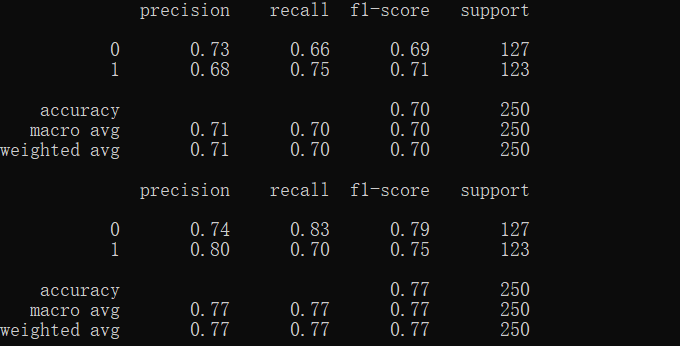 precision recall f1-score support
0 0.73 0.66 0.69 127
1 0.68 0.75 0.71 123
accuracy 0.70 250
macro avg 0.71 0.70 0.70 250
weighted avg 0.71 0.70 0.70 250
precision recall f1-score support
0 0.74 0.83 0.79 127
1 0.80 0.70 0.75 123
accuracy 0.77 250
macro avg 0.77 0.77 0.77 250
weighted avg 0.77 0.77 0.77 250